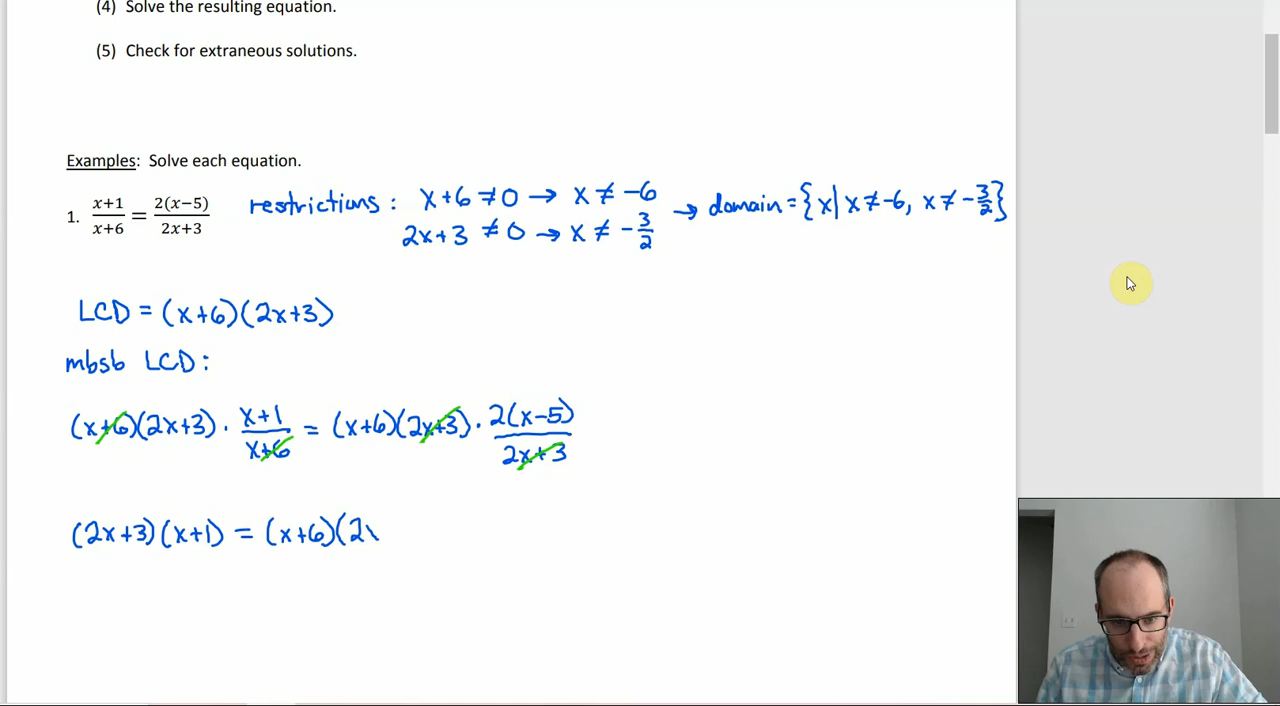 (4) Solve the resulting equation.
(5) Check for extraneous solutions.
Examples: Solve each equation.
1. (x+1)/(x+6) = 2(x−5)/(2x+3) restrictions: x+6 ≠ 0 → x ≠ −6 → domain = {x | x ≠ −6, x ≠ −3/2}
2x+3 ≠ 0 → x ≠ −3/2
LCD = (x+6)(2x+3)
mbsb LCD:
(x+6)(2x+3) · (x+1)/(x+6) = (x+6)(2x+3) · 2(x−5)/(2x+3)
(2x+3)(x+1) = (x+6)(2x